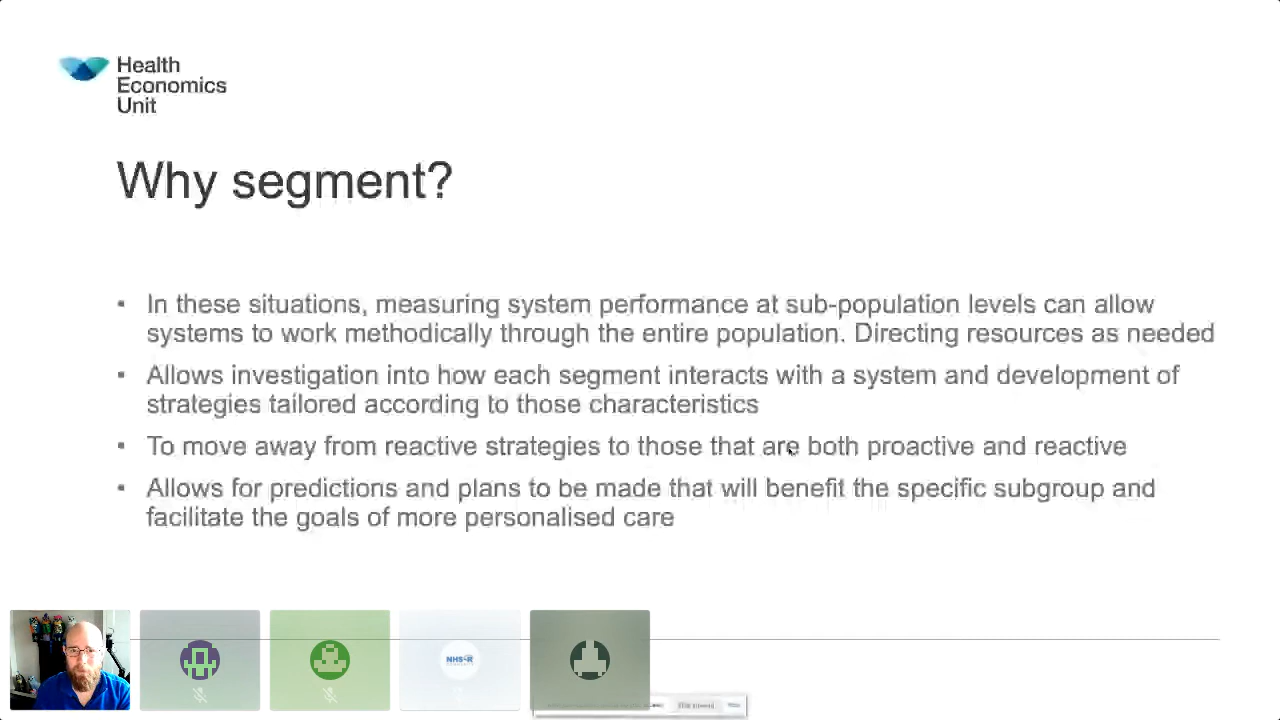 Health
Economics
Unit
Why segment?
• In these situations, measuring system performance at sub-population levels can allow
systems to work methodically through the entire population. Directing resources as needed
• Allows investigation into how each segment interacts with a system and development of
strategies tailored according to those characteristics
• To move away from reactive strategies to those that are both proactive and reactive
• Allows for predictions and plans to be made that will benefit the specific subgroup and
facilitate the goals of more personalised care
NHS-R